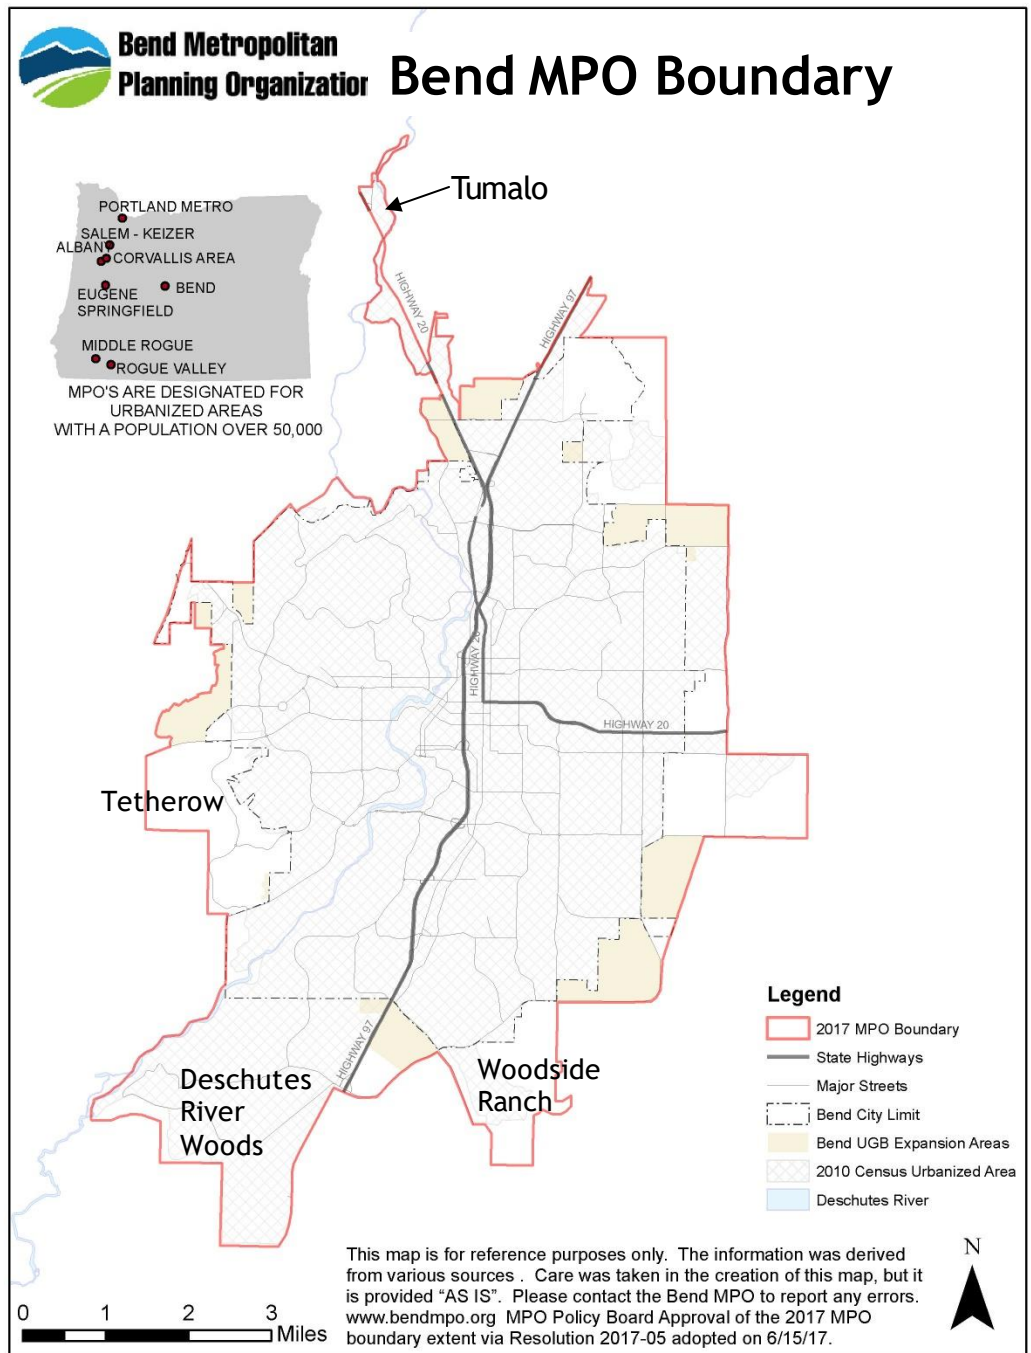 Bend Metropolitan
Planning Organization
Bend MPO Boundary
Tumalo
PORTLAND METRO
SALEM - KEIZER
ALBANY
CORVALLIS AREA
EUGENE
SPRINGFIELD
BEND
MIDDLE ROGUE
ROGUE VALLEY
MPO'S ARE DESIGNATED FOR
URBANIZED AREAS
WITH A POPULATION OVER 50,000
HIGHWAY 20
HIGHWAY 97
HIGHWAY 20
HIGHWAY 20
Tetherow
HIGHWAY 97
Deschutes
River
Woods
Woodside
Ranch
Legend
2017 MPO Boundary
State Highways
Major Streets
Bend City Limit
Bend UGB Expansion Areas
2010 Census Urbanized Area
Deschutes River
N
This map is for reference purposes only. The information was derived
from various sources . Care was taken in the creation of this map, but it
is provided “AS IS”. Please contact the Bend MPO to report any errors.
www.bendmpo.org MPO Policy Board Approval of the 2017 MPO
boundary extent via Resolution 2017-05 adopted on 6/15/17.
0 1 2 3
Miles